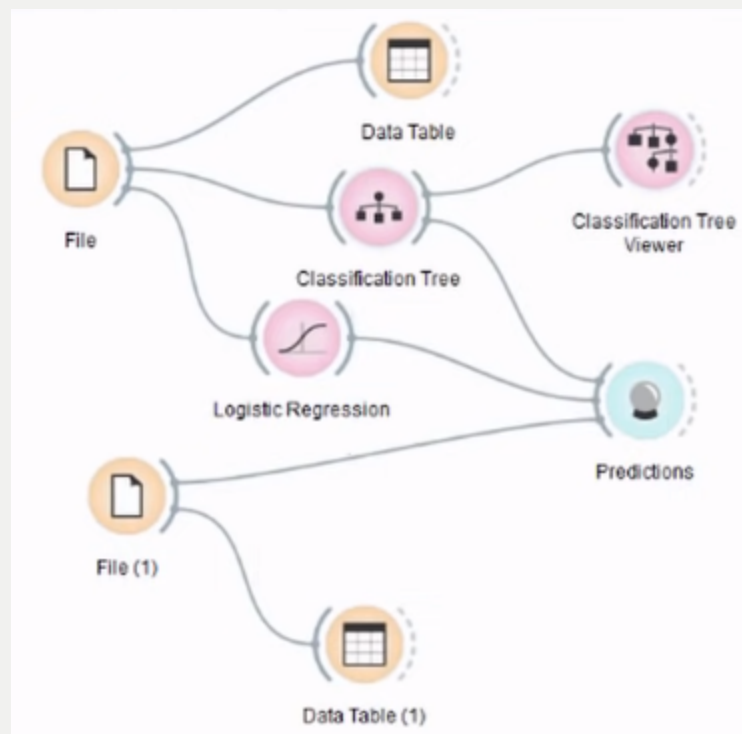 Data Table
File
Classification Tree
Viewer
Classification Tree
Logistic Regression
Predictions
File (1)
Data Table (1)